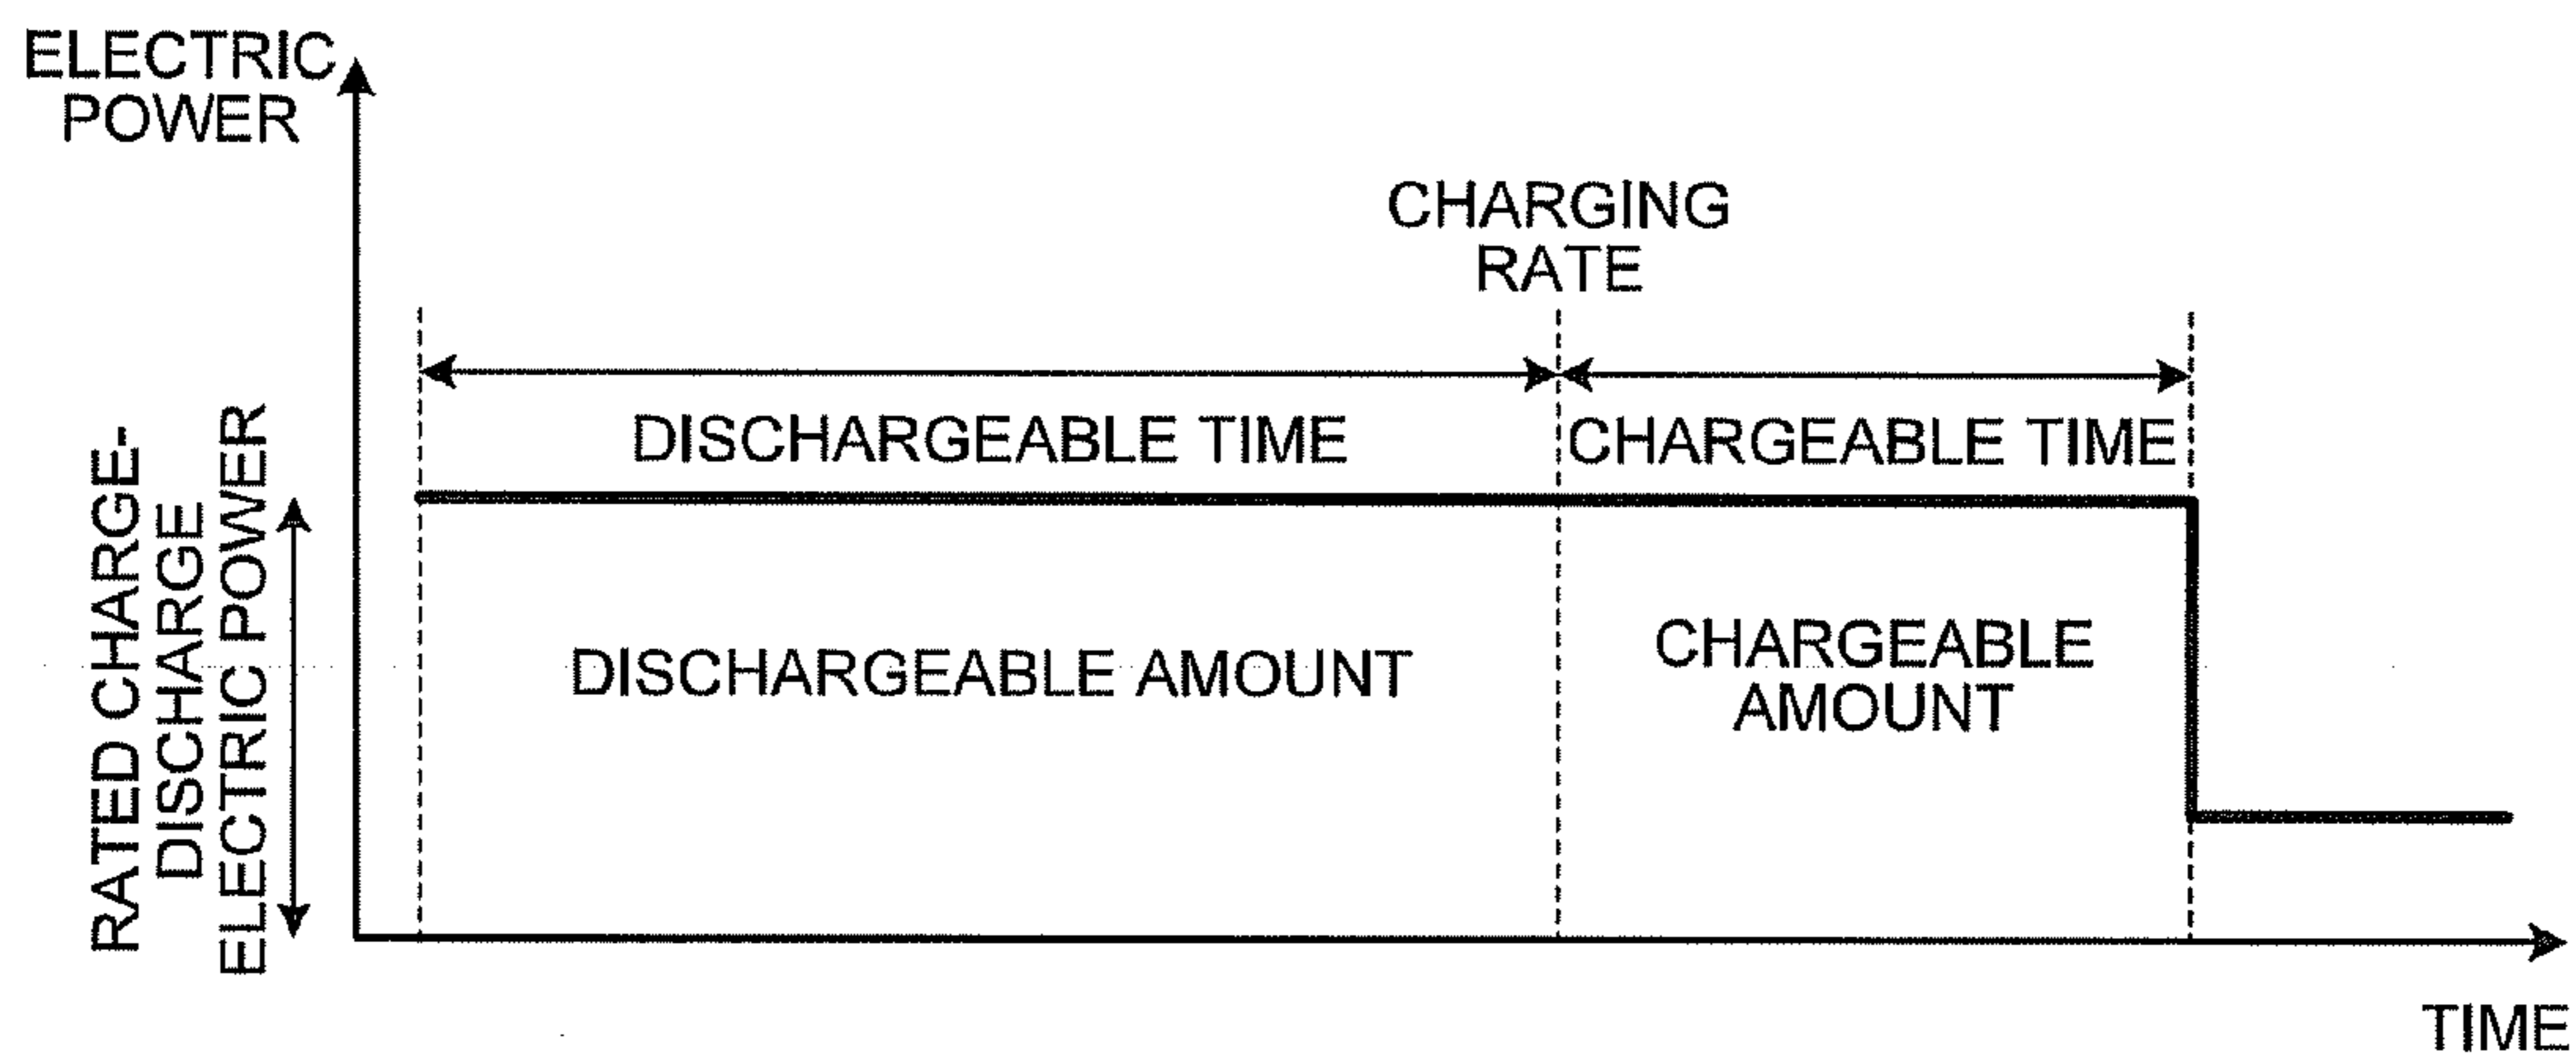 ELECTRIC
POWER
CHARGING
RATE
DISCHARGEABLE TIME
CHARGEABLE TIME
RATED CHARGE-
DISCHARGE
ELECTRIC POWER
DISCHARGEABLE AMOUNT
CHARGEABLE
AMOUNT
TIME